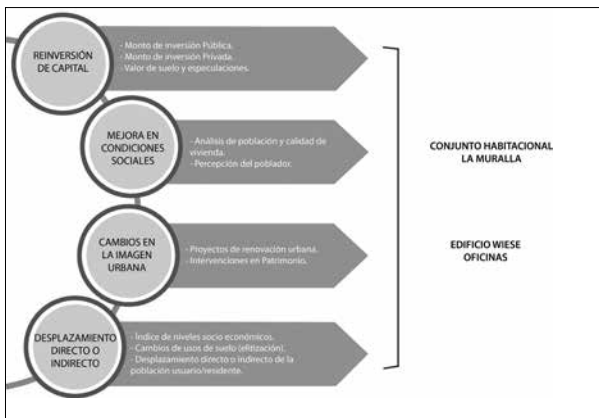 REINVERSIÓN
DE CAPITAL
- Monto de inversión Pública.
- Monto de inversión Privada.
- Valor de suelo y especulaciones.
MEJORA EN
CONDICIONES
SOCIALES
- Análisis de población y calidad de
vivienda.
- Percepción del poblador.
CONJUNTO HABITACIONAL
LA MURALLA
CAMBIOS EN
LA IMAGEN
URBANA
- Proyectos de renovación urbana.
- Intervenciones en Patrimonio.
EDIFICIO WIESE
OFICINAS
DESPLAZAMIENTO
DIRECTO O
INDIRECTO
- Índice de niveles socio económicos.
- Cambios de usos de suelo (elitización).
- Desplazamiento directo o indirecto de la
población usuario/residente.